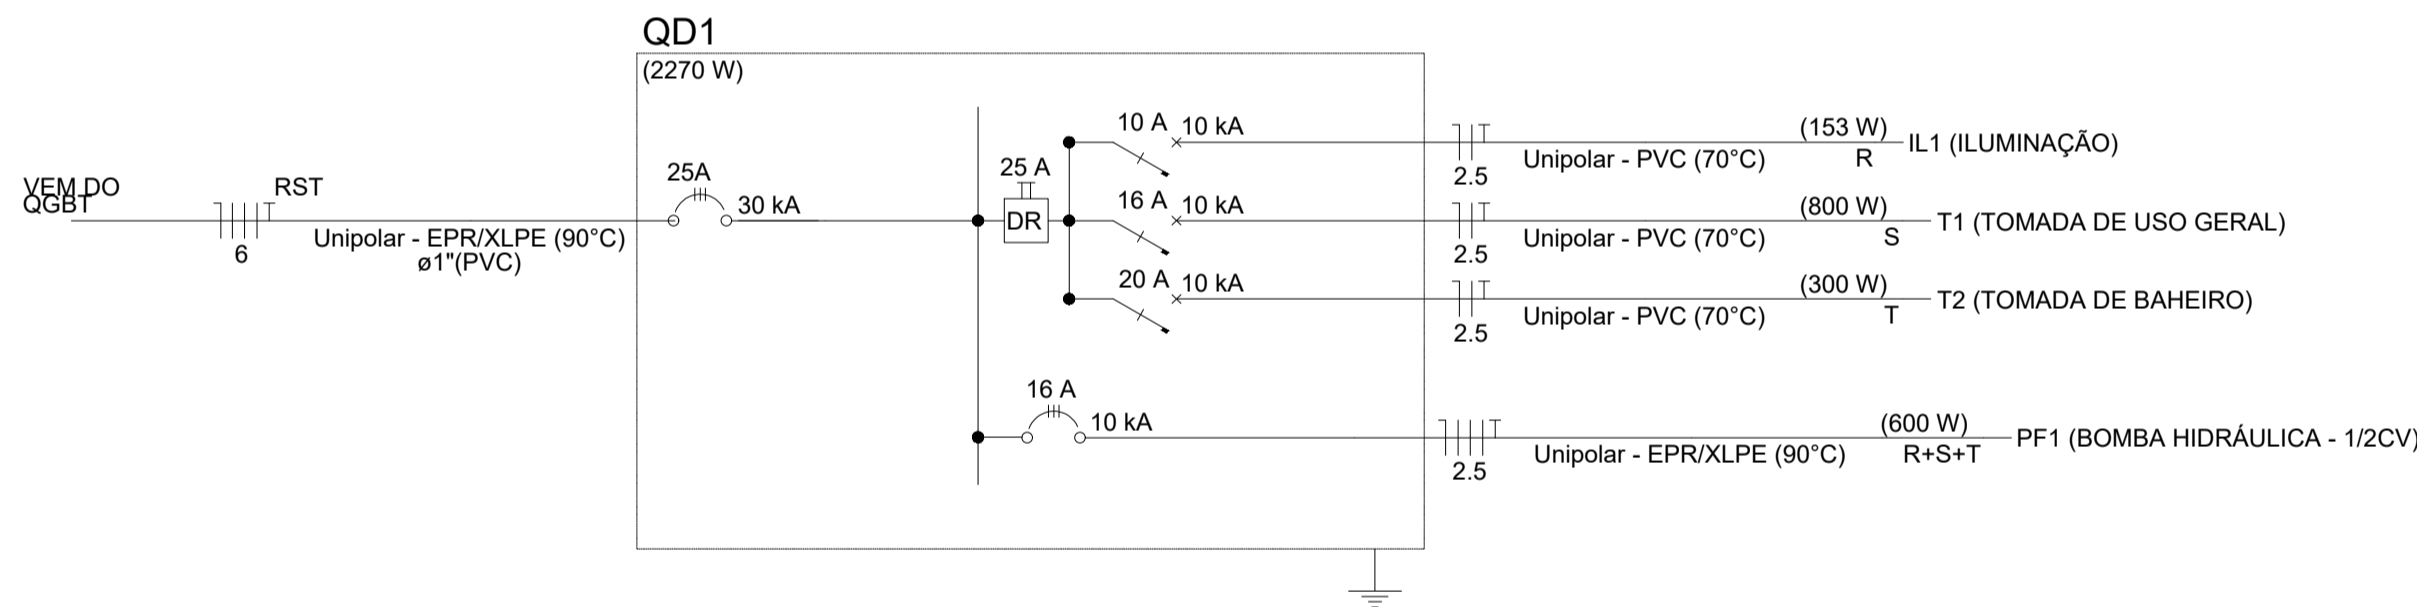 QD1
(2270 W)
VEM DO
QGBT
RST
6
Unipolar - EPR/XLPE (90°C)
ø1"(PVC)
25A
30 kA
25 A
DR
10 A
10 kA
2.5
Unipolar - PVC (70°C)
(153 W)
R
IL1 (ILUMINAÇÃO)
16 A
10 kA
2.5
Unipolar - PVC (70°C)
(800 W)
S
T1 (TOMADA DE USO GERAL)
20 A
10 kA
2.5
Unipolar - PVC (70°C)
(300 W)
T
T2 (TOMADA DE BAHEIRO)
16 A
10 kA
2.5
Unipolar - EPR/XLPE (90°C)
(600 W)
R+S+T
PF1 (BOMBA HIDRÁULICA - 1/2CV)